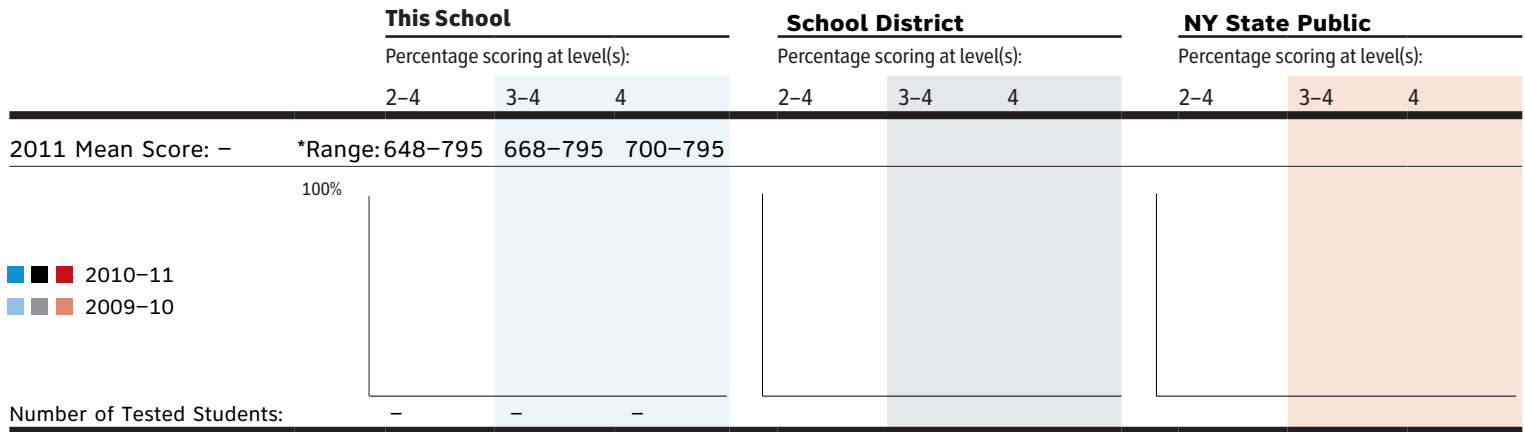 This School School District NY State Public
Percentage scoring at level(s): Percentage scoring at level(s): Percentage scoring at level(s):
2–4 3–4 4 2–4 3–4 4 2–4 3–4 4
2011 Mean Score: – *Range: 648–795 668–795 700–795
100%
2010–11
2009–10
Number of Tested Students: – – –